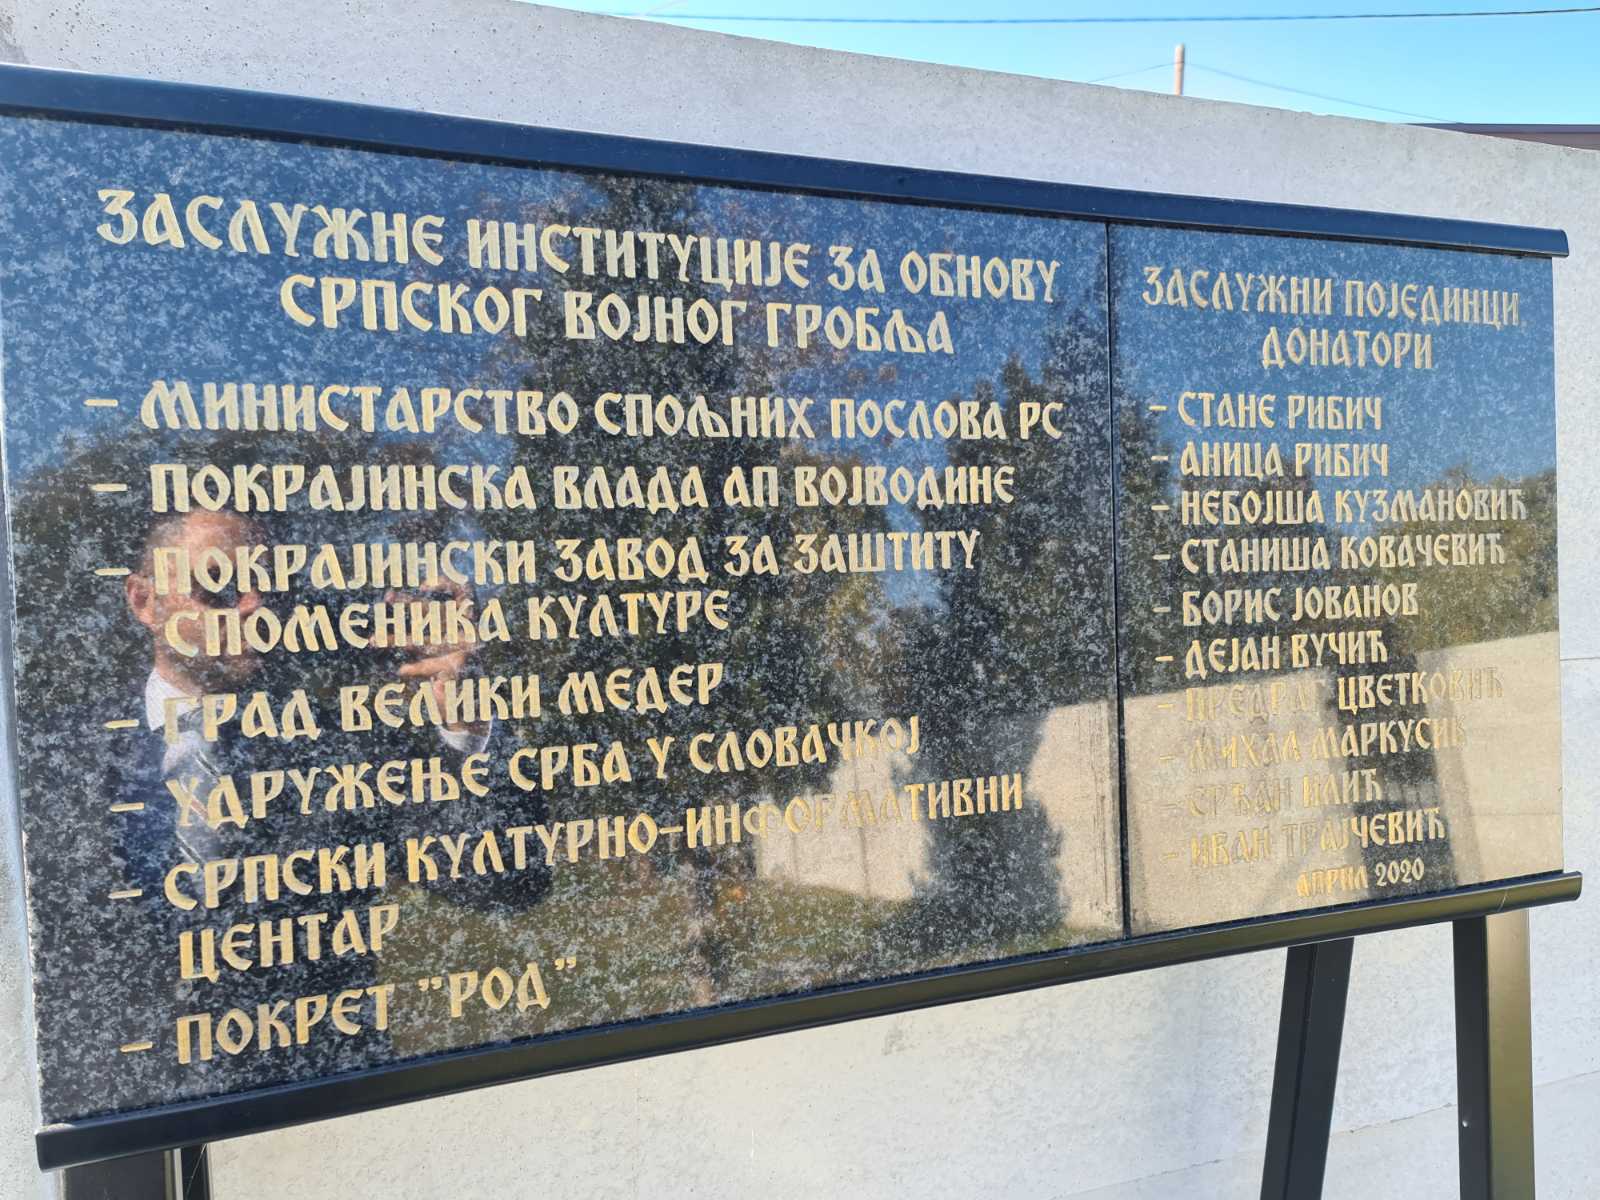 ЗАСЛУЖНЕ ИНСТИТУЦИЈЕ ЗА ОБНОВУ
СРПСКОГ ВОЈНОГ ГРОБЉА
- МИНИСТАРСТВО СПОЉНИХ ПОСЛОВА РС
- ПОКРАЈИНСКА ВЛАДА АП ВОЈВОДИНЕ
- ПОКРАЈИНСКИ ЗАВОД ЗА ЗАШТИТУ
СПОМЕНИКА КУЛТУРЕ
- ГРАД ВЕЛИКИ МЕДЕР
- УДРУЖЕЊЕ СРБА У СЛОВАЧКОЈ
- СРПСКИ КУЛТУРНО-ИНФОРМАТИВНИ
ЦЕНТАР
- ПОКРЕТ "РОД"
ЗАСЛУЖНИ ПОЈЕДИНЦИ
ДОНАТОРИ
- СТАНЕ РИБИЧ
- АНИЦА РИБИЧ
- НЕБОЈША КУЗМАНОВИЋ
- СТАНИША КОВАЧЕВИЋ
- БОРИС ЈОВАНОВ
- ДЕЈАН ВУЧИЋ
- ПРЕДРАГ ЦВЕТКОВИЋ
- МИХАЛ МАРКУСИК
- СРЂАН ИЛИЋ
- ИВАН ТРАЈЧЕВИЋ
АПРИЛ 2020